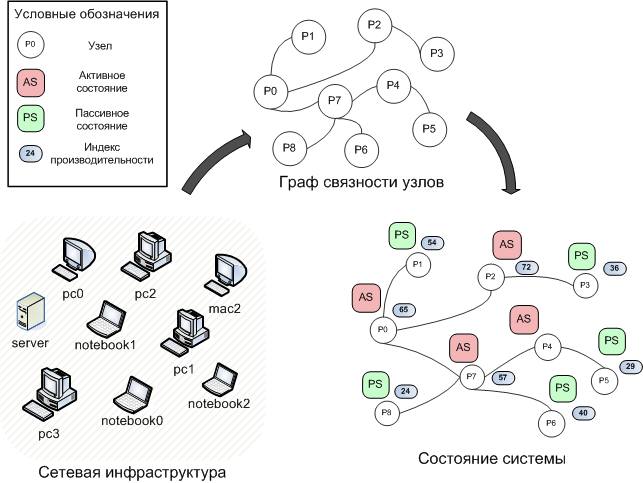 Условные обозначения
P0
Узел
AS
Активное
состояние
PS
Пассивное
состояние
24
Индекс
производительности
P1
P2
P3
P0
P7
P4
P8
P6
P5
Граф связности узлов
pc0
pc2
mac2
server
notebook1
pc1
pc3
notebook0
notebook2
Сетевая инфраструктура
PS
54
P1
AS
72
P2
PS
36
P3
AS
65
P0
AS
P4
AS
57
P7
PS
29
P5
PS
24
P8
PS
40
P6
Состояние системы